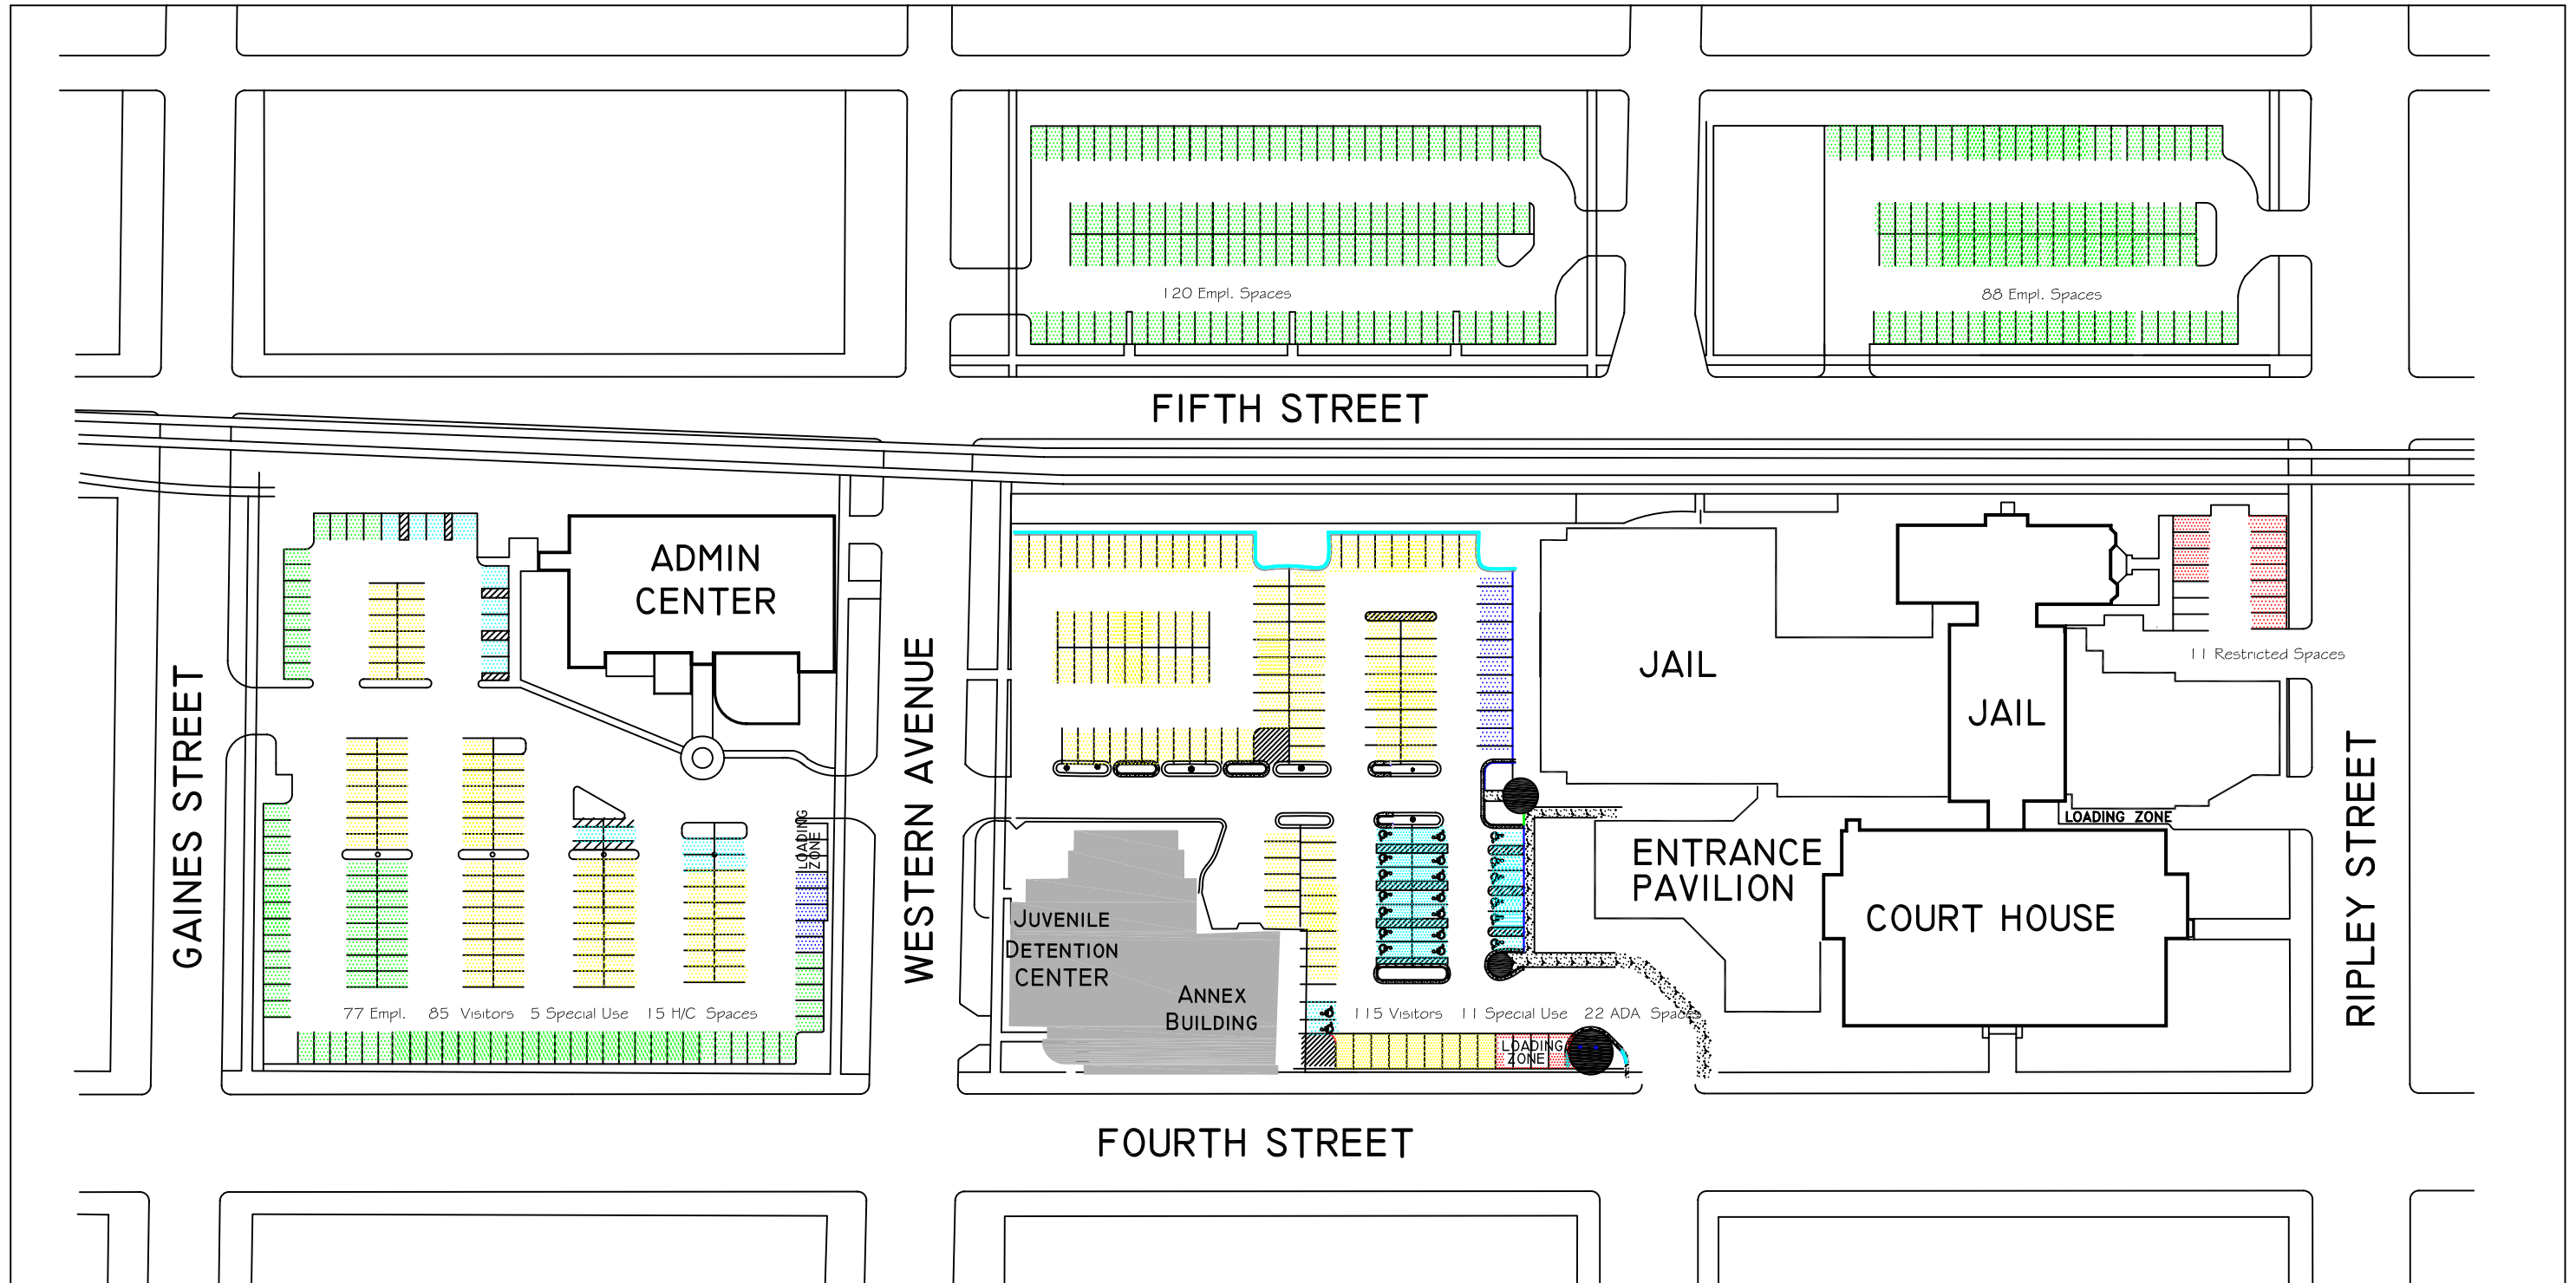 120 Empl. Spaces
88 Empl. Spaces
FIFTH STREET
ADMIN
CENTER
JAIL
11 Restricted Spaces
JAIL
GAINES STREET
WESTERN AVENUE
RIPLEY STREET
LOADING
ZONE
LOADING ZONE
ENTRANCE
PAVILION
COURT HOUSE
JUVENILE
DETENTION
CENTER
ANNEX
BUILDING
77 Empl. 85 Visitors 5 Special Use 15 H/C Spaces
115 Visitors 11 Special Use 22 ADA Spaces
LOADING
ZONE
FOURTH STREET